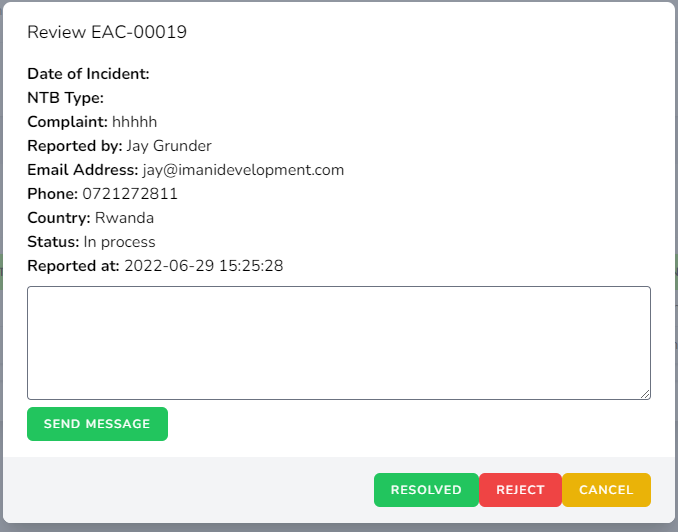 Review EAC-00019
Date of Incident:
NTB Type:
Complaint: hhhhh
Reported by: Jay Grunder
Email Address: jay@imanidevelopment.com
Phone: 0721272811
Country: Rwanda
Status: In process
Reported at: 2022-06-29 15:25:28
SEND MESSAGE
RESOLVED REJECT CANCEL